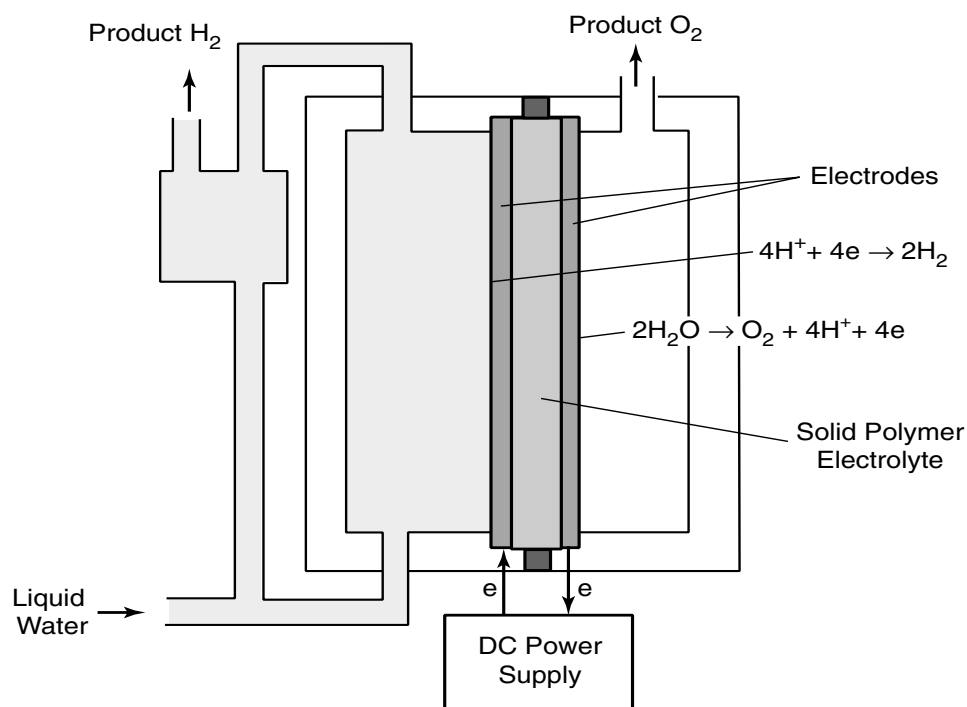 Product H₂
Product O₂
Electrodes
4H⁺ + 4e → 2H₂
2H₂O → O₂ + 4H⁺ + 4e
Solid Polymer
Electrolyte
Liquid
Water
e
e
DC Power
Supply